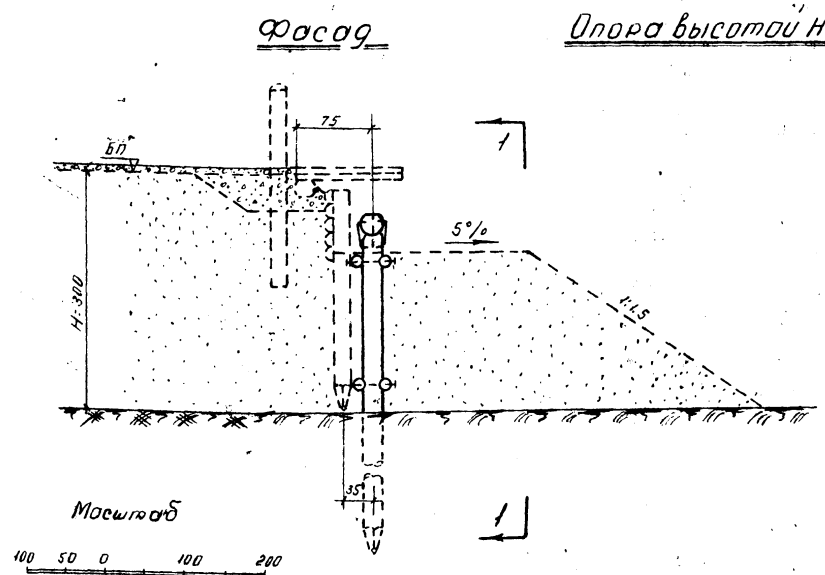 Фасад
Опора высотой Н
75
1
БП
5%
Н=300
1:1.5
35
1
Масштаб
100 50 0 100 200